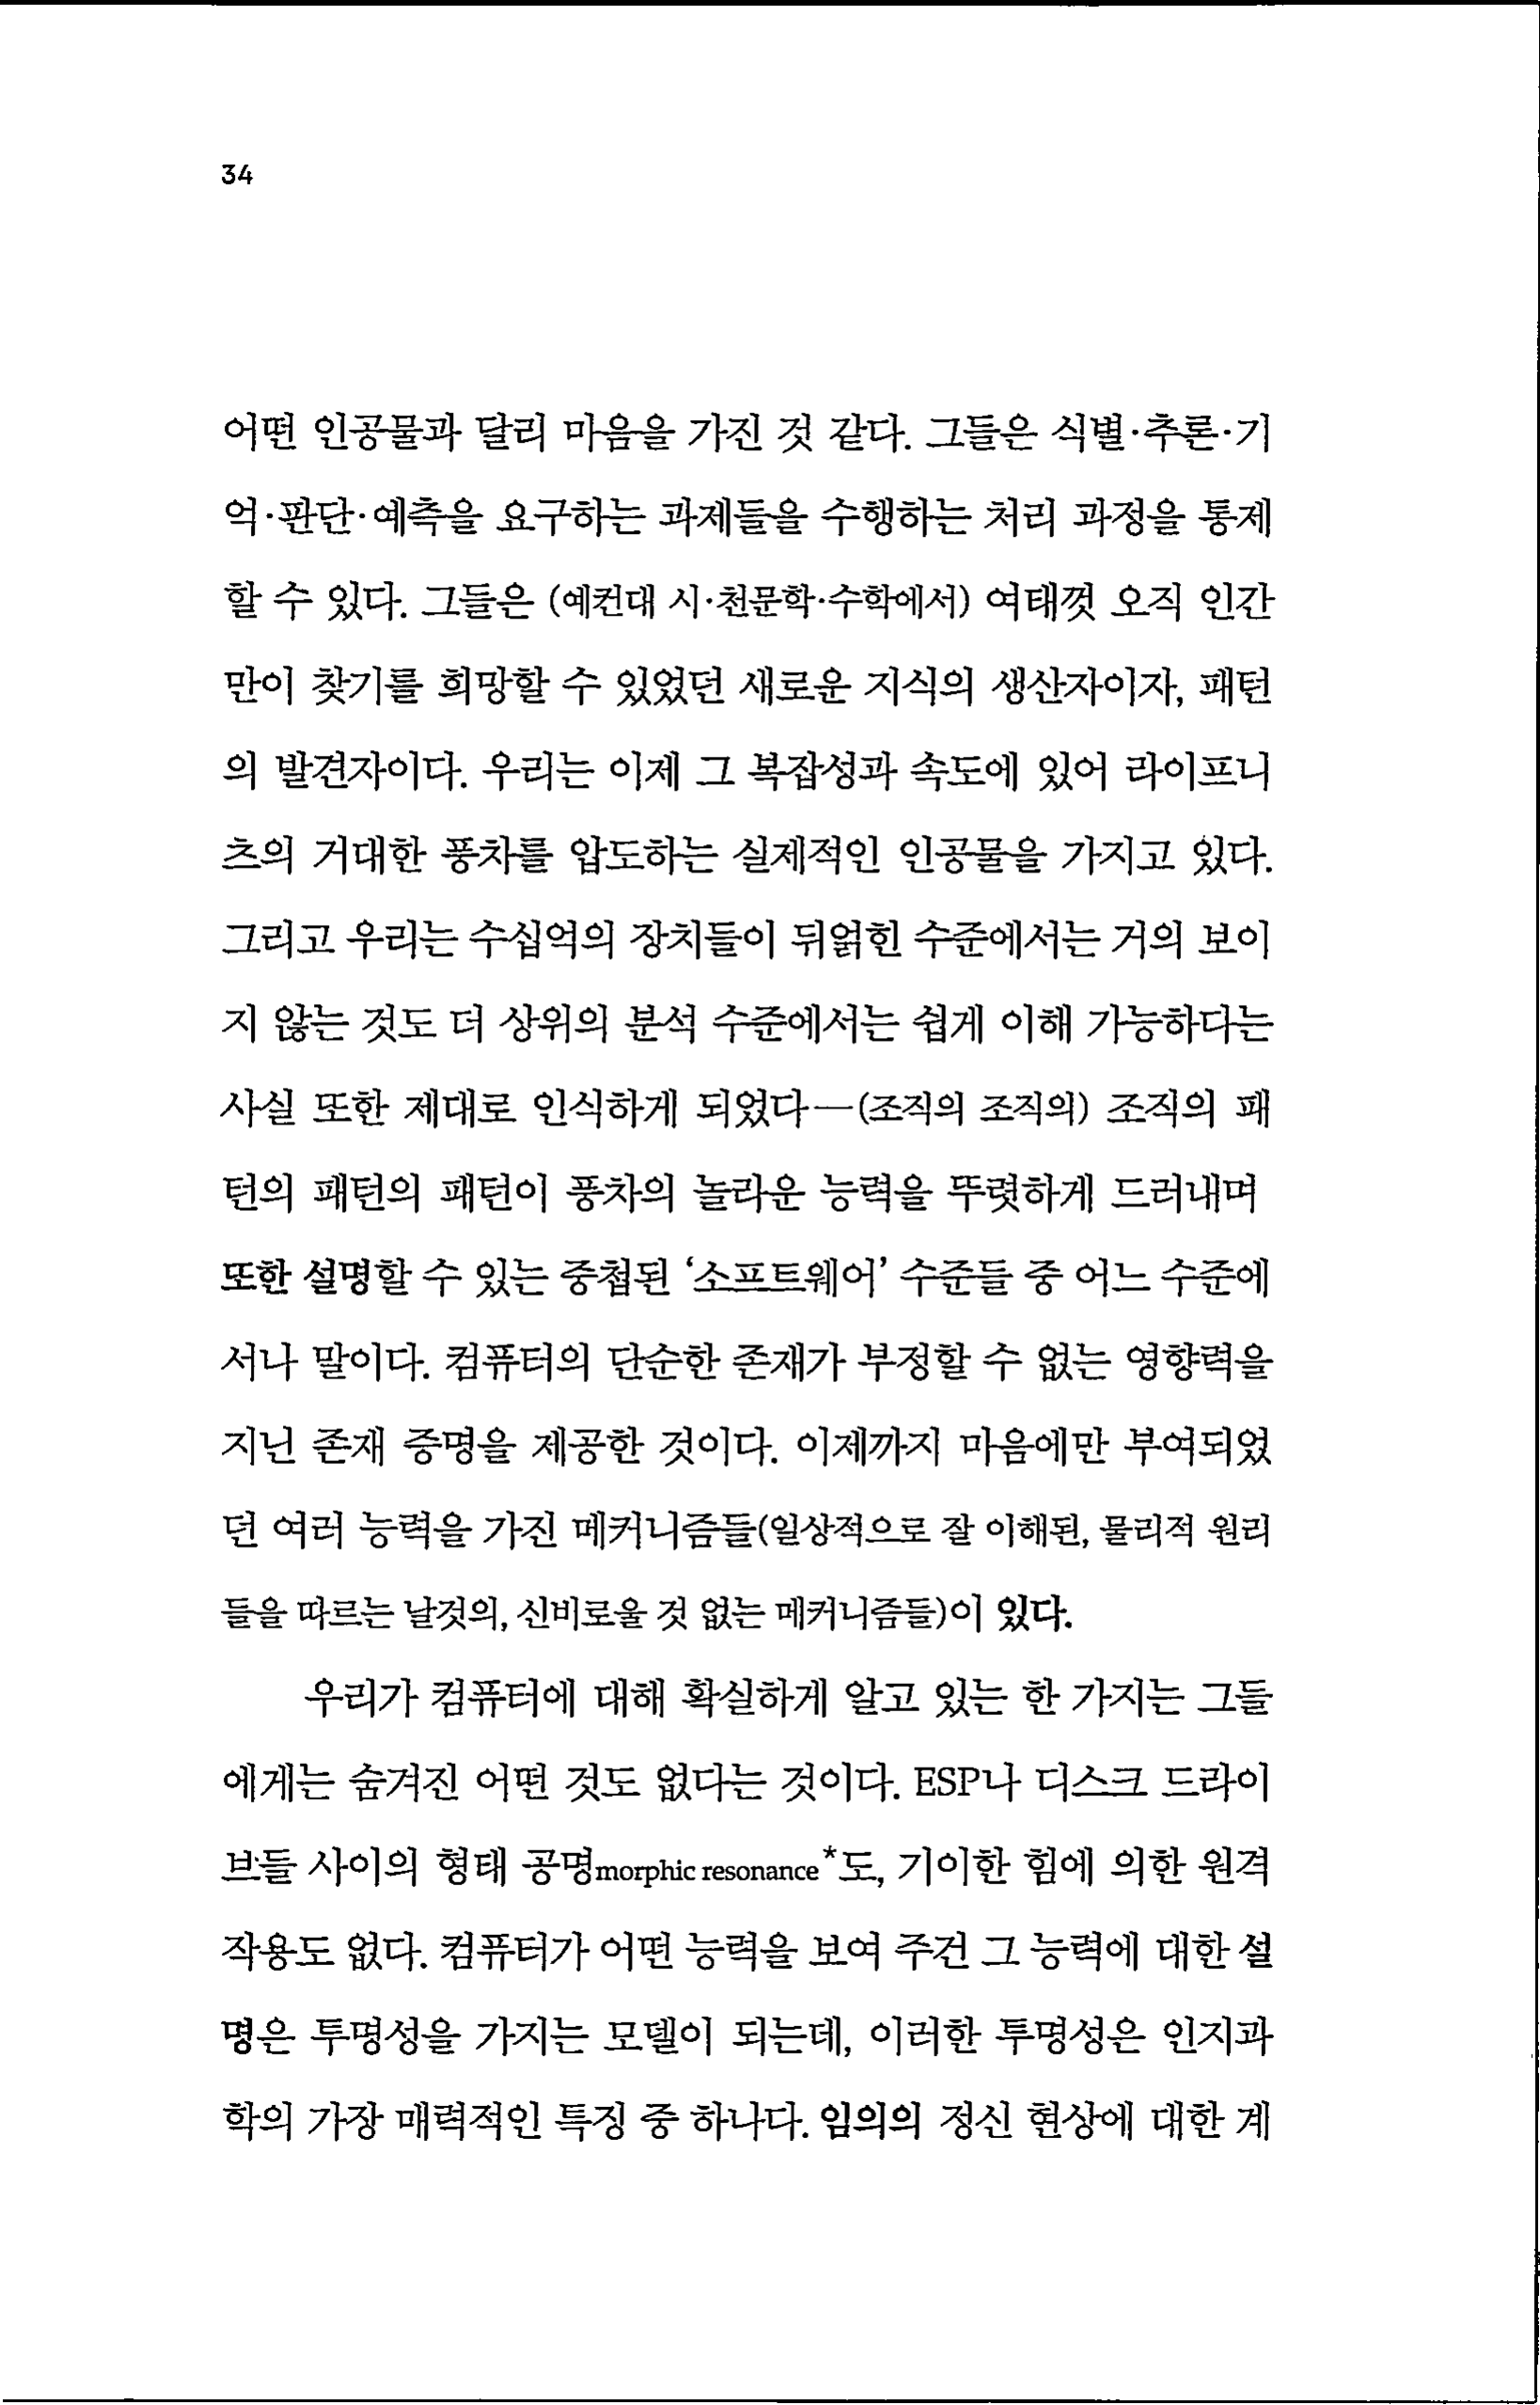 34
어떤 인공물과 달리 마음을 가진 것 같다. 그들은 식별·추론·기
억·판단·예측을 요구하는 과제들을 수행하는 처리 과정을 통제
할 수 있다. 그들은 (예컨대 시·천문학·수학에서) 여태껏 오직 인간
만이 찾기를 희망할 수 있었던 새로운 지식의 생산자이자, 패턴
의 발견자이다. 우리는 이제 그 복잡성과 속도에 있어 라이프니
츠의 거대한 풍차를 압도하는 실제적인 인공물을 가지고 있다.
그리고 우리는 수십억의 장치들이 뒤얽힌 수준에서는 거의 보이
지 않는 것도 더 상위의 분석 수준에서는 쉽게 이해 가능하다는
사실 또한 제대로 인식하게 되었다—(조직의 조직의) 조직의 패
턴의 패턴의 패턴이 풍차의 놀라운 능력을 뚜렷하게 드러내며
또한 설명할 수 있는 중첩된 ‘소프트웨어’ 수준들 중 어느 수준에
서나 말이다. 컴퓨터의 단순한 존재가 부정할 수 없는 영향력을
지닌 존재 증명을 제공한 것이다. 이제까지 마음에만 부여되었
던 여러 능력을 가진 메커니즘들(일상적으로 잘 이해된, 물리적 원리
들을 따르는 날것의, 신비로울 것 없는 메커니즘들)이 있다.
우리가 컴퓨터에 대해 확실하게 알고 있는 한 가지는 그들
에게는 숨겨진 어떤 것도 없다는 것이다. ESP나 디스크 드라이
브들 사이의 형태 공명morphic resonance*도, 기이한 힘에 의한 원격
작용도 없다. 컴퓨터가 어떤 능력을 보여 주건 그 능력에 대한 설
명은 투명성을 가지는 모델이 되는데, 이러한 투명성은 인지과
학의 가장 매력적인 특징 중 하나다. 임의의 정신 현상에 대한 계